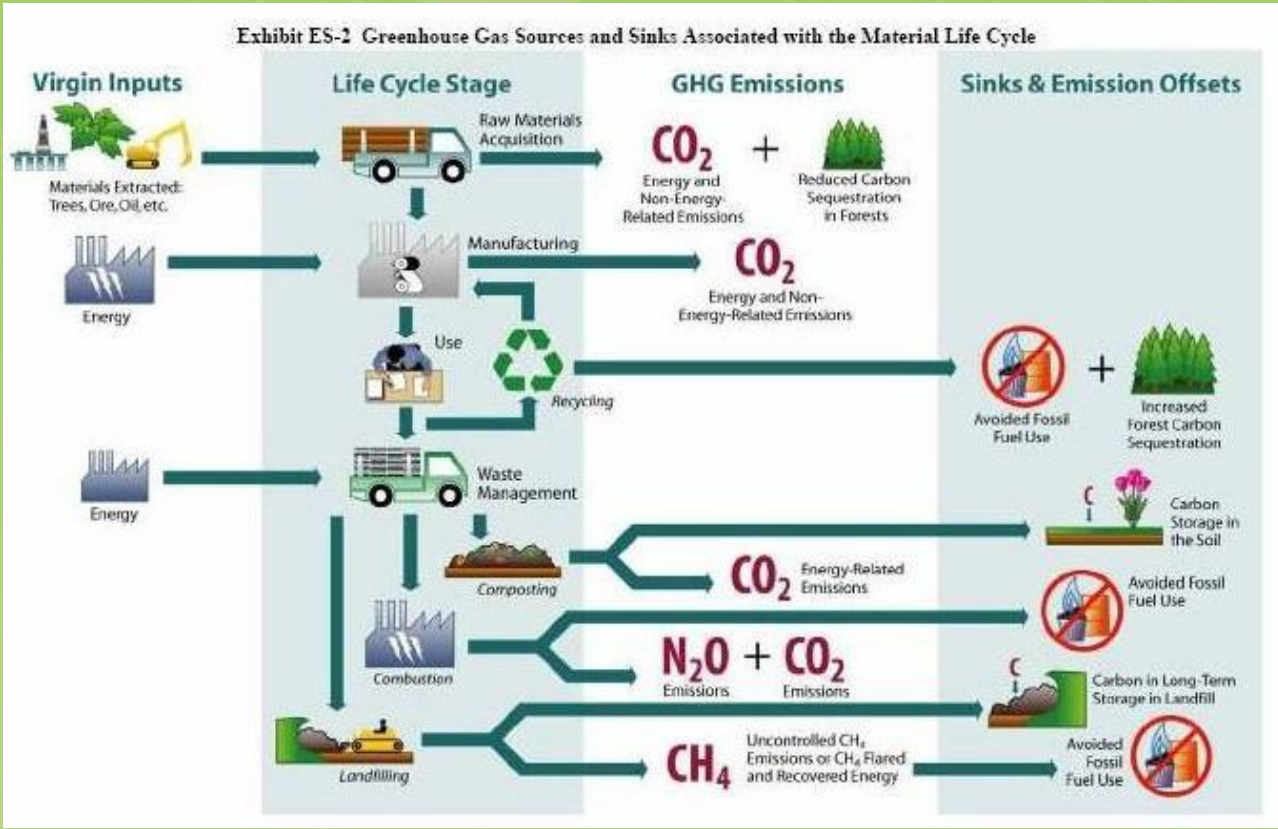 Exhibit ES-2 Greenhouse Gas Sources and Sinks Associated with the Material Life Cycle
Virgin Inputs
Life Cycle Stage
GHG Emissions
Sinks & Emission Offsets
Materials Extracted:
Trees, Ore, Oil, etc.
Raw Materials
Acquisition
CO2
+
Energy and
Non-Energy-
Related Emissions
Reduced Carbon
Sequestration
in Forests
Energy
Manufacturing
CO2
Energy and Non-
Energy-Related Emissions
Use
Recycling
+
Avoided Fossil
Fuel Use
Increased
Forest Carbon
Sequestration
Energy
Waste
Management
Composting
C
Carbon
Storage in
the Soil
CO2
Energy-Related
Emissions
Combustion
Avoided Fossil
Fuel Use
N2O + CO2
Emissions
Emissions
Landfilling
C
Carbon in Long-Term
Storage in Landfill
CH4
Uncontrolled CH4
Emissions or CH4 Flared
and Recovered Energy
Avoided
Fossil
Fuel Use